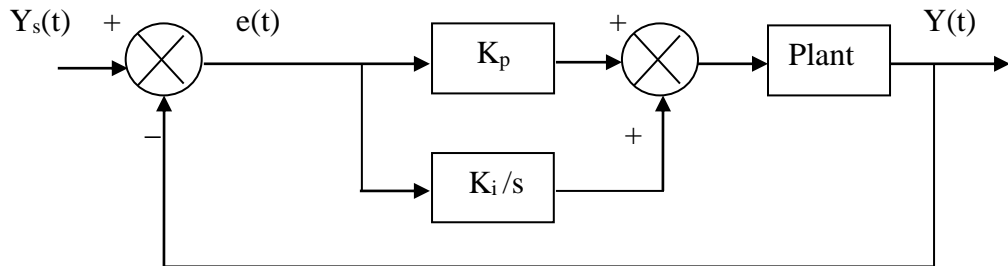 Yₛ(t) + e(t) + Y(t)
Kₚ Plant
− +
Kᵢ /s